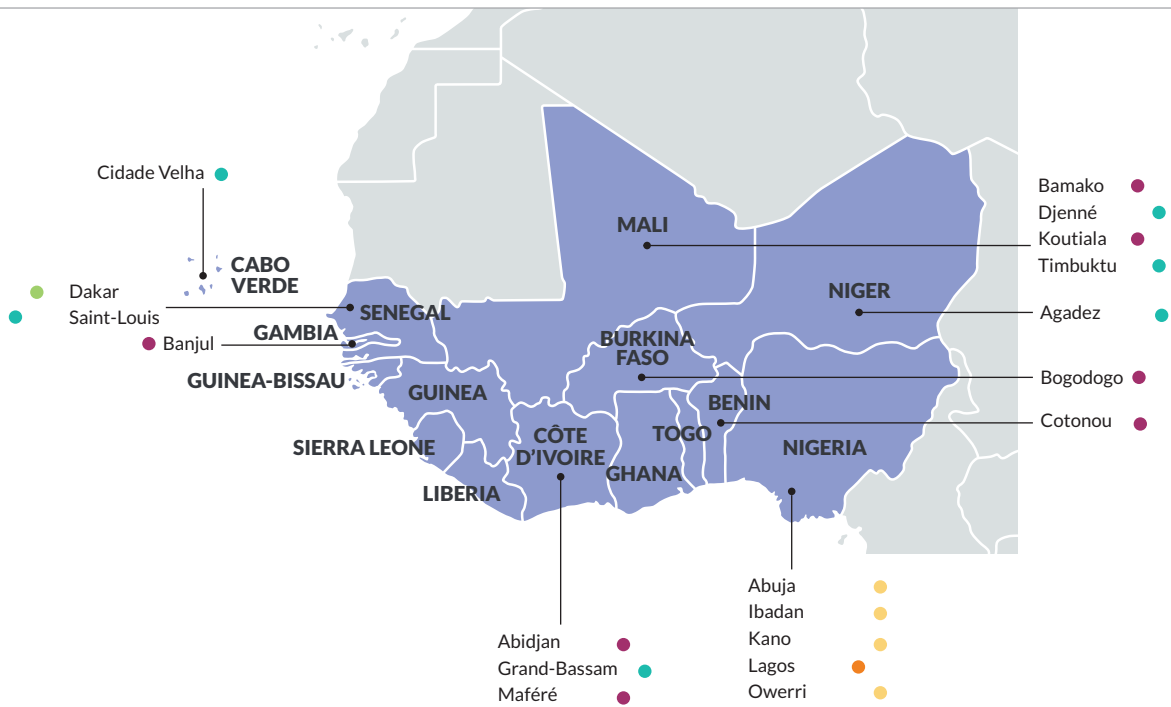 Cidade Velha
CABO
VERDE
Dakar
Saint-Louis
SENEGAL
GAMBIA
Banjul
GUINEA-BISSAU
GUINEA
SIERRA LEONE
LIBERIA
CÔTE
D'IVOIRE
GHANA
TOGO
BENIN
BURKINA
FASO
MALI
NIGER
NIGERIA
Bamako
Djenné
Koutiala
Timbuktu
Agadez
Bogodogo
Cotonou
Abidjan
Grand-Bassam
Maféré
Abuja
Ibadan
Kano
Lagos
Owerri